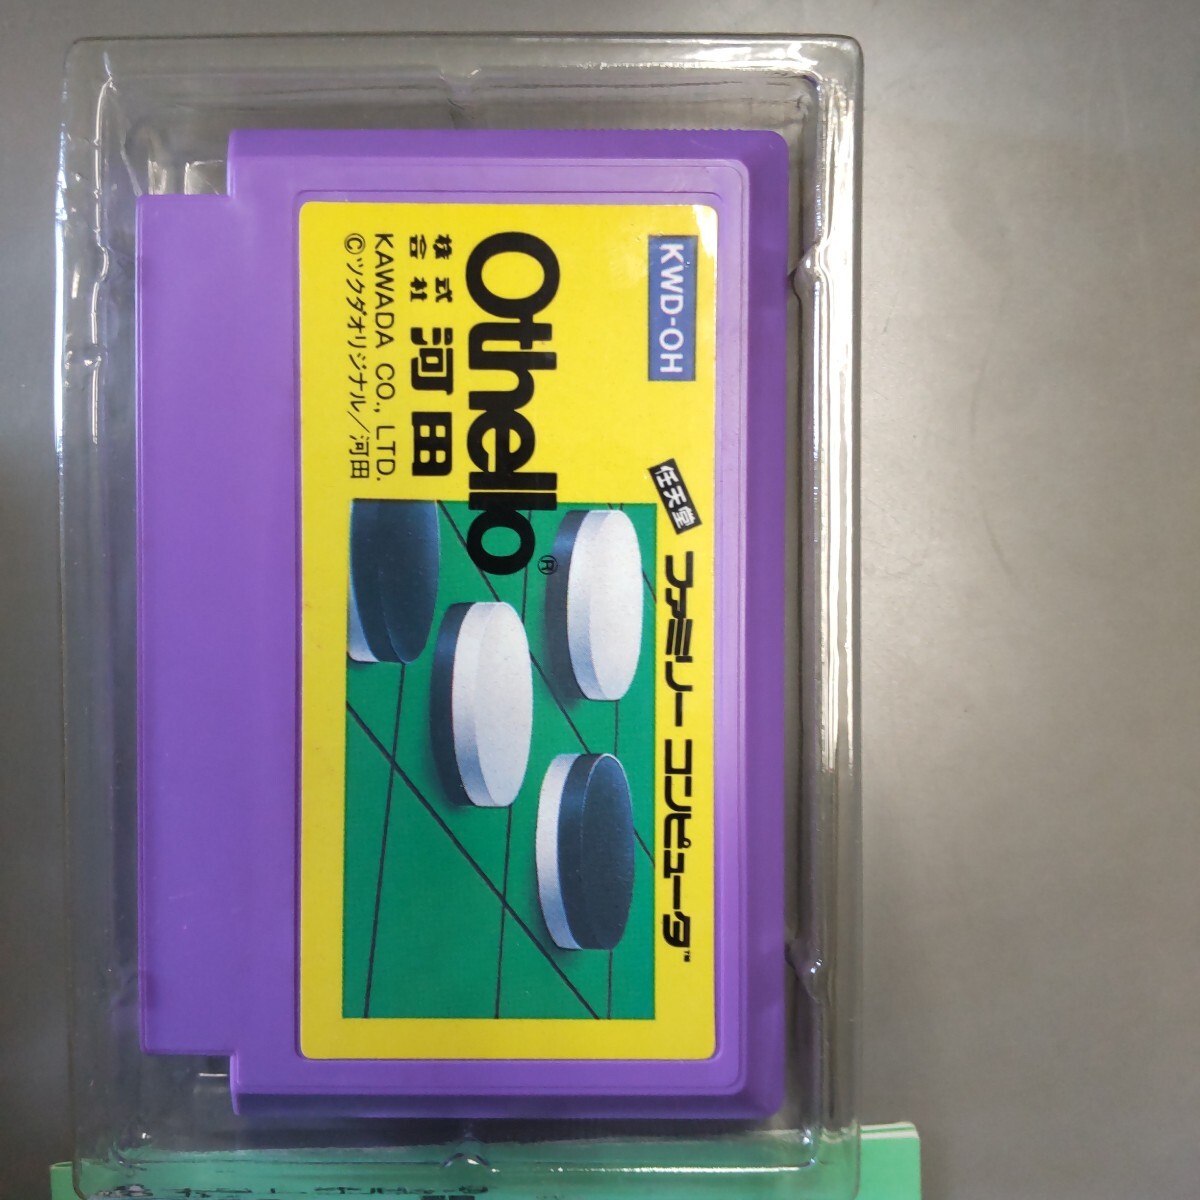 KWD-OH
任天堂
ファミリー コンピュータ™
Othello®
株式会社 河田
KAWADA CO., LTD.
©ツクダオリジナル/河田